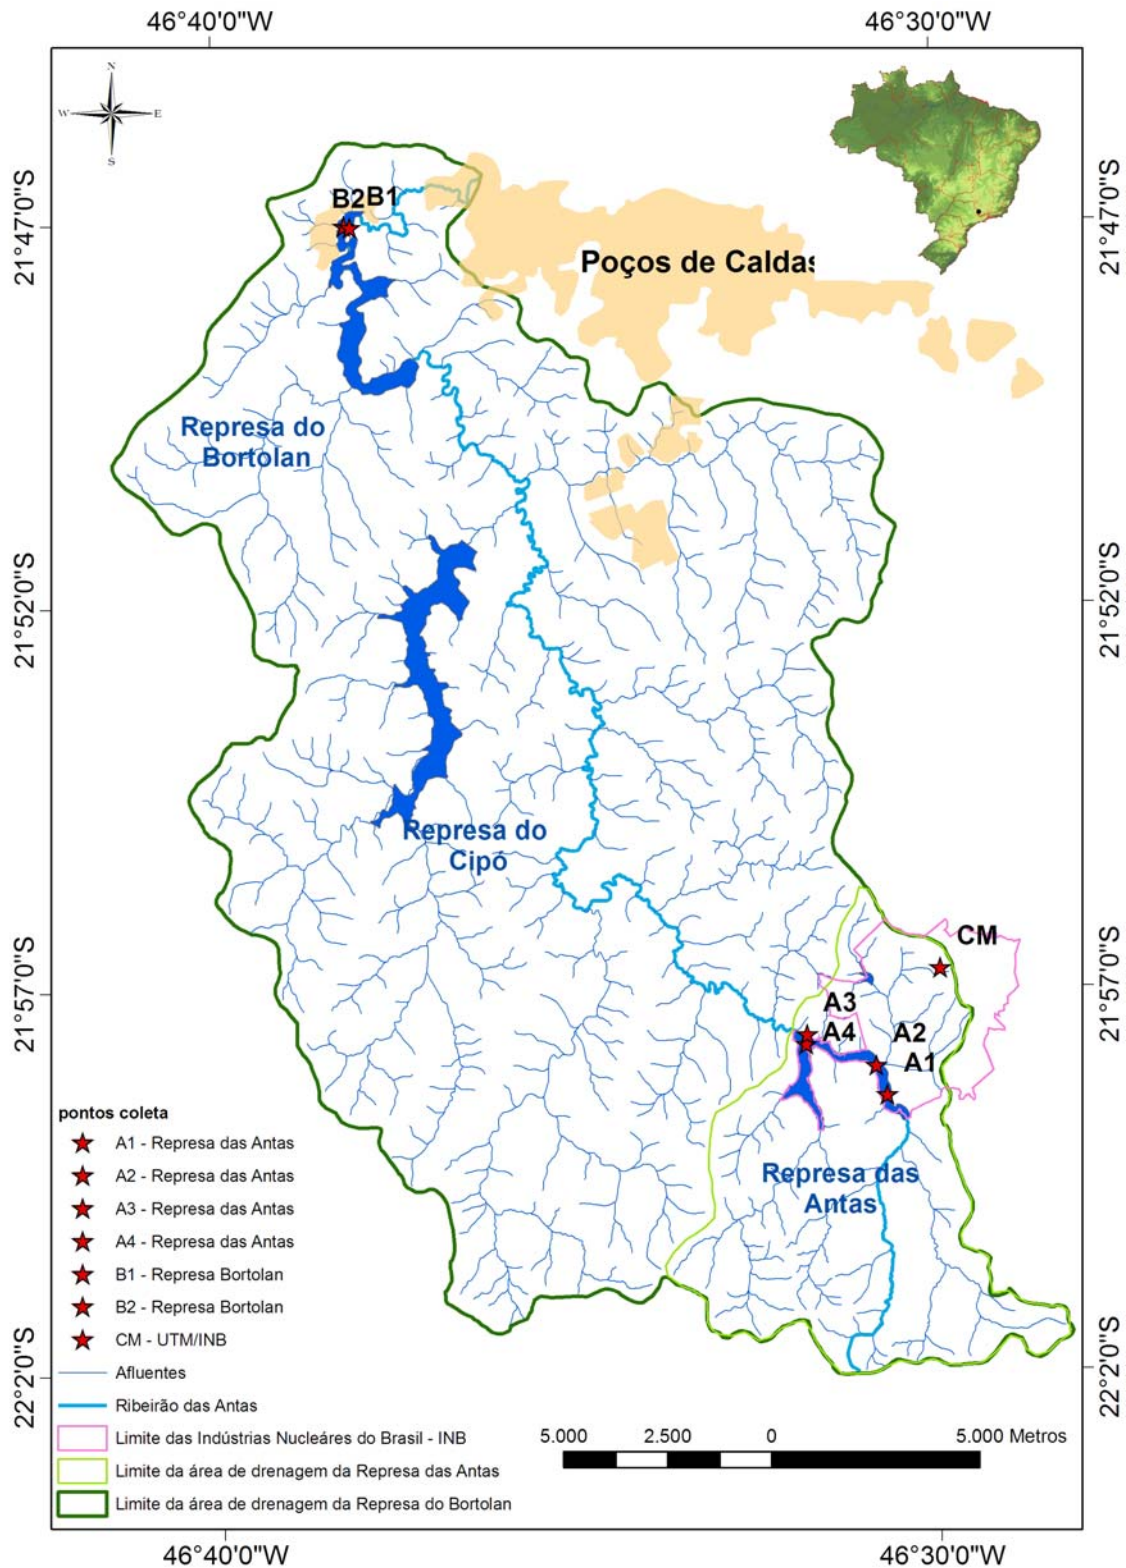 46°40'0"W
46°30'0"W
N
W
E
S
21°47'0"S
21°47'0"S
B2
B1
Poços de Caldas
Represa do
Bortolan
21°52'0"S
21°52'0"S
Represa do
Cipó
CM
21°57'0"S
21°57'0"S
A3
A4
A2
A1
Represa das
Antas
pontos coleta
A1 - Represa das Antas
A2 - Represa das Antas
A3 - Represa das Antas
A4 - Represa das Antas
B1 - Represa Bortolan
B2 - Represa Bortolan
CM - UTM/INB
Afluentes
Ribeirão das Antas
Limite das Indústrias Nucleáres do Brasil - INB
Limite da área de drenagem da Represa das Antas
Limite da área de drenagem da Represa do Bortolan
22°2'0"S
22°2'0"S
5.000 2.500 0 5.000 Metros
46°40'0"W
46°30'0"W